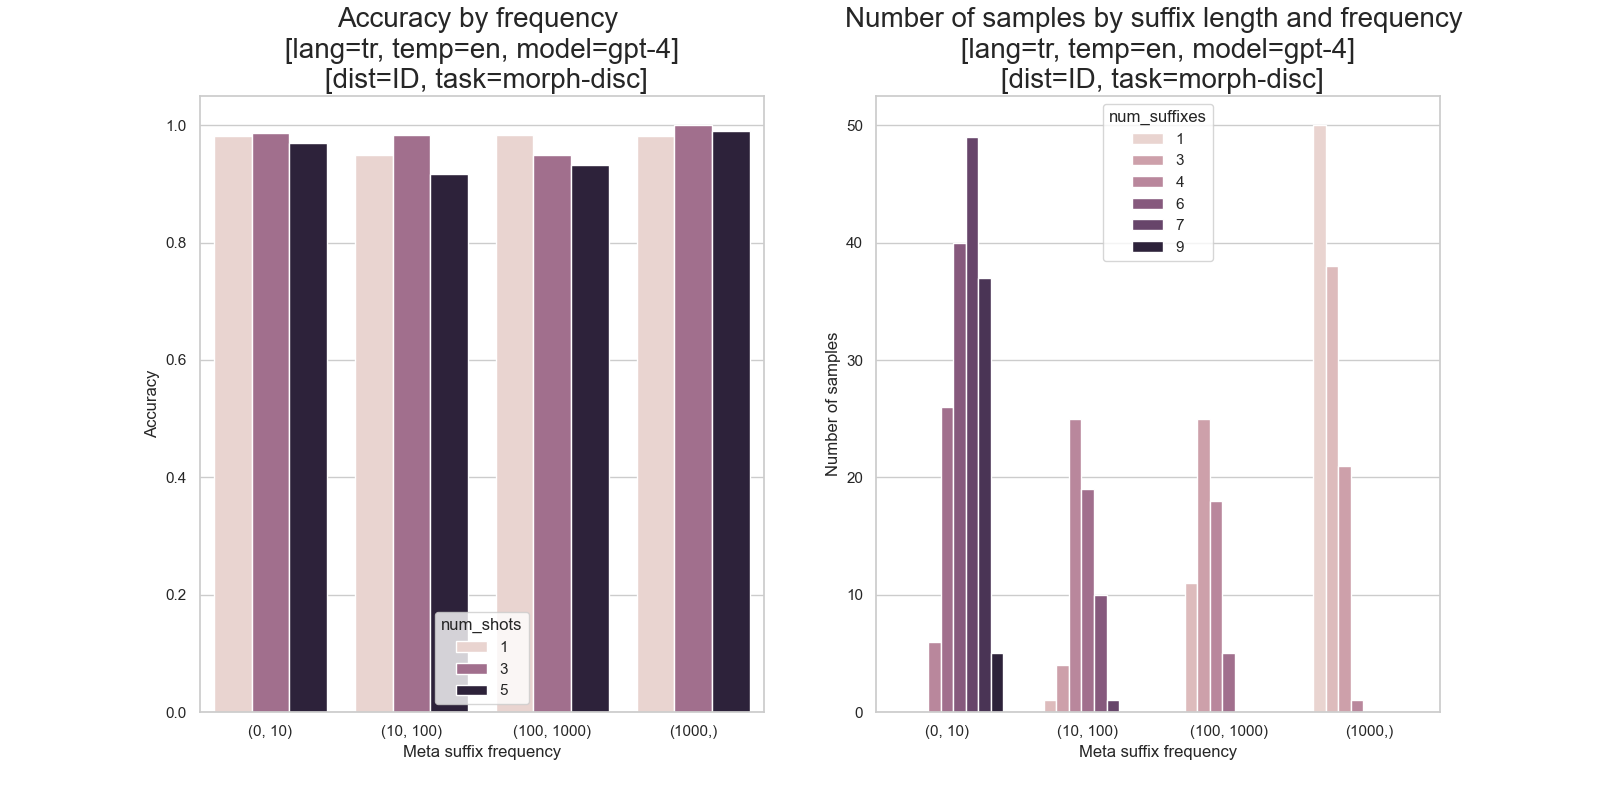 Accuracy by frequency
[lang=tr, temp=en, model=gpt-4]
[dist=ID, task=morph-disc]
1.0
0.8
0.6
0.4
0.2
0.0
Accuracy
num_shots
1
3
5
(0, 10)
(10, 100)
(100, 1000)
(1000,)
Meta suffix frequency
Number of samples by suffix length and frequency
[lang=tr, temp=en, model=gpt-4]
[dist=ID, task=morph-disc]
50
40
30
20
10
0
Number of samples
num_suffixes
1
3
4
6
7
9
(0, 10)
(10, 100)
(100, 1000)
(1000,)
Meta suffix frequency